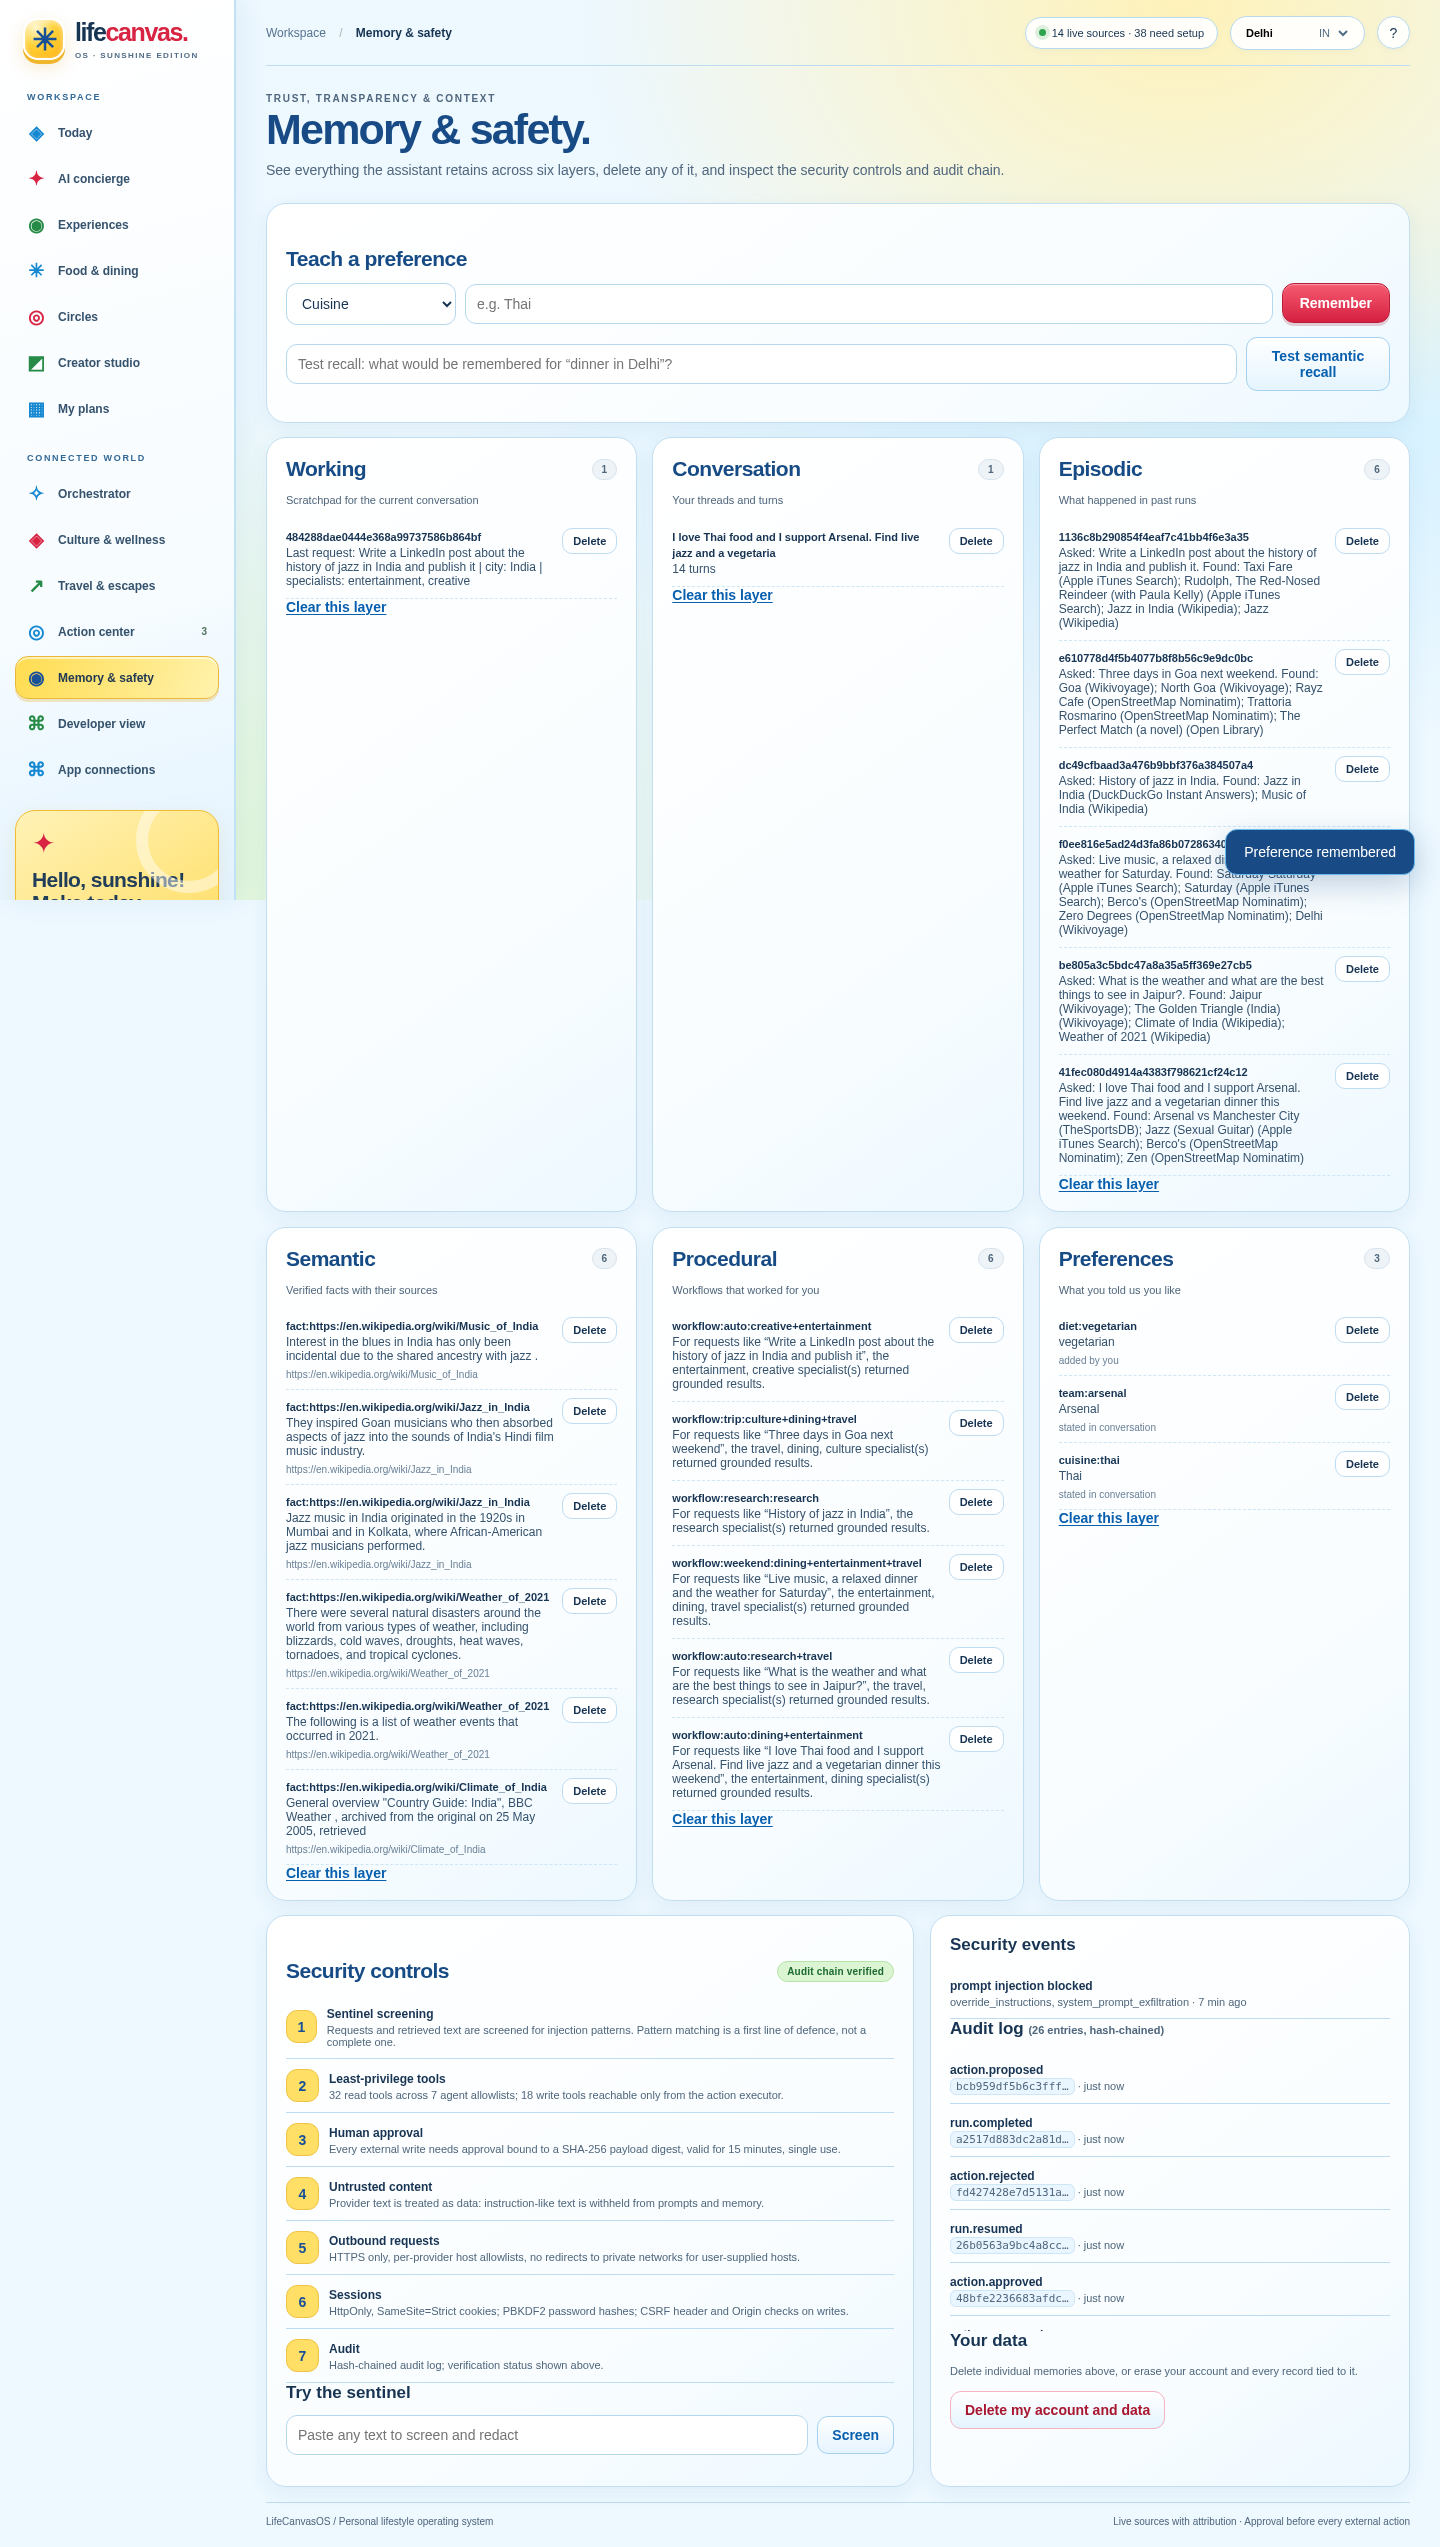 lifecanvas.
OS · SUNSHINE EDITION
WORKSPACE
Today
AI concierge
Experiences
Food & dining
Circles
Creator studio
My plans
CONNECTED WORLD
Orchestrator
Culture & wellness
Travel & escapes
Action center 3
Memory & safety
Developer view
App connections
Hello, sunshine!
Workspace / Memory & safety
14 live sources · 38 need setup
Delhi IN
?
TRUST, TRANSPARENCY & CONTEXT
Memory & safety.
See everything the assistant retains across six layers, delete any of it, and inspect the security controls and audit chain.
Teach a preference
Cuisine
e.g. Thai
Remember
Test recall: what would be remembered for “dinner in Delhi”?
Test semantic
recall
Working 1
Scratchpad for the current conversation
484288dae0444e368a99737586b864bf
Delete
Last request: Write a LinkedIn post about the
history of jazz in India and publish it | city: India |
specialists: entertainment, creative
Clear this layer
Conversation 1
Your threads and turns
I love Thai food and I support Arsenal. Find live
jazz and a vegetaria
Delete
14 turns
Clear this layer
Episodic 6
What happened in past runs
1136c8b290854f4eaf7c41bb4f6e3a35
Delete
Asked: Write a LinkedIn post about the history of
jazz in India and publish it. Found: Taxi Fare
(Apple iTunes Search); Rudolph, The Red-Nosed
Reindeer (with Paula Kelly) (Apple iTunes
Search); Jazz in India (Wikipedia); Jazz
(Wikipedia)
e610778d4f5b4077b8f8b56c9e9dc0bc
Delete
Asked: Three days in Goa next weekend. Found:
Goa (Wikivoyage); North Goa (Wikivoyage); Rayz
Cafe (OpenStreetMap Nominatim); Trattoria
Rosmarino (OpenStreetMap Nominatim); The
Perfect Match (a novel) (Open Library)
dc49cfbaad3a476b9bbf376a384507a4
Delete
Asked: History of jazz in India. Found: Jazz in
India (DuckDuckGo Instant Answers); Music of
India (Wikipedia)
f0ee816e5ad24d3fa86b07286340
Preference remembered
Asked: Live music, a relaxed
weather for Saturday. Found: Saturday Saturday
(Apple iTunes Search); Saturday (Apple iTunes
Search); Berco's (OpenStreetMap Nominatim);
Zero Degrees (OpenStreetMap Nominatim); Delhi
(Wikivoyage)
be805a3c5bdc47a8a35a5ff369e27cb5
Delete
Asked: What is the weather and what are the best
things to see in Jaipur?. Found: Jaipur
(Wikivoyage); The Golden Triangle (India)
(Wikivoyage); Climate of India (Wikipedia);
Weather of 2021 (Wikipedia)
41fec080d4914a4383f798621cf24c12
Delete
Asked: I love Thai food and I support Arsenal.
Find live jazz and a vegetarian dinner this
weekend. Found: Arsenal vs Manchester City
(TheSportsDB); Jazz (Sexual Guitar) (Apple
iTunes Search); Berco's (OpenStreetMap
Nominatim); Zen (OpenStreetMap Nominatim)
Clear this layer
Semantic 6
Verified facts with their sources
fact:https://en.wikipedia.org/wiki/Music_of_India
Delete
Interest in the blues in India has only been
incidental due to the shared ancestry with jazz .
https://en.wikipedia.org/wiki/Music_of_India
fact:https://en.wikipedia.org/wiki/Jazz_in_India
Delete
They inspired Goan musicians who then absorbed
aspects of jazz into the sounds of India's Hindi film
music industry.
https://en.wikipedia.org/wiki/Jazz_in_India
fact:https://en.wikipedia.org/wiki/Jazz_in_India
Delete
Jazz music in India originated in the 1920s in
Mumbai and in Kolkata, where African-American
jazz musicians performed.
https://en.wikipedia.org/wiki/Jazz_in_India
fact:https://en.wikipedia.org/wiki/Weather_of_2021
Delete
There were several natural disasters around the
world from various types of weather, including
blizzards, cold waves, droughts, heat waves,
tornadoes, and tropical cyclones.
https://en.wikipedia.org/wiki/Weather_of_2021
fact:https://en.wikipedia.org/wiki/Weather_of_2021
Delete
The following is a list of weather events that
occurred in 2021.
https://en.wikipedia.org/wiki/Weather_of_2021
fact:https://en.wikipedia.org/wiki/Climate_of_India
Delete
General overview "Country Guide: India", BBC
Weather , archived from the original on 25 May
2005, retrieved
https://en.wikipedia.org/wiki/Climate_of_India
Clear this layer
Procedural 6
Workflows that worked for you
workflow:auto:creative+entertainment
Delete
For requests like “Write a LinkedIn post about the
history of jazz in India and publish it”, the
entertainment, creative specialist(s) returned
grounded results.
workflow:trip:culture+dining+travel
Delete
For requests like “Three days in Goa next
weekend”, the travel, dining, culture specialist(s)
returned grounded results.
workflow:research:research
Delete
For requests like “History of jazz in India”, the
research specialist(s) returned grounded results.
workflow:weekend:dining+entertainment+travel
Delete
For requests like “Live music, a relaxed dinner
and the weather for Saturday”, the entertainment,
dining, travel specialist(s) returned grounded
results.
workflow:auto:research+travel
Delete
For requests like “What is the weather and what
are the best things to see in Jaipur?”, the travel,
research specialist(s) returned grounded results.
workflow:auto:dining+entertainment
Delete
For requests like “I love Thai food and I support
Arsenal. Find live jazz and a vegetarian dinner this
weekend”, the entertainment, dining specialist(s)
returned grounded results.
Clear this layer
Preferences 3
What you told us you like
diet:vegetarian
Delete
vegetarian
added by you
team:arsenal
Delete
Arsenal
stated in conversation
cuisine:thai
Delete
Thai
stated in conversation
Clear this layer
Security controls
Audit chain verified
1
Sentinel screening
Requests and retrieved text are screened for injection patterns. Pattern matching is a first line of defence, not a
complete one.
2
Least-privilege tools
32 read tools across 7 agent allowlists; 18 write tools reachable only from the action executor.
3
Human approval
Every external write needs approval bound to a SHA-256 payload digest, valid for 15 minutes, single use.
4
Untrusted content
Provider text is treated as data: instruction-like text is withheld from prompts and memory.
5
Outbound requests
HTTPS only, per-provider host allowlists, no redirects to private networks for user-supplied hosts.
6
Sessions
HttpOnly, SameSite=Strict cookies; PBKDF2 password hashes; CSRF header and Origin checks on writes.
7
Audit
Hash-chained audit log; verification status shown above.
Try the sentinel
Paste any text to screen and redact
Screen
Security events
prompt injection blocked
override_instructions, system_prompt_exfiltration · 7 min ago
Audit log (26 entries, hash-chained)
action.proposed
bcb959df5b6c3fff… · just now
run.completed
a2517d883dc2a81d… · just now
action.rejected
fd427428e7d5131a… · just now
run.resumed
26b0563a9bc4a8cc… · just now
action.approved
48bfe2236683afdc… · just now
Your data
Delete individual memories above, or erase your account and every record tied to it.
Delete my account and data
LifeCanvasOS / Personal lifestyle operating system
Live sources with attribution · Approval before every external action